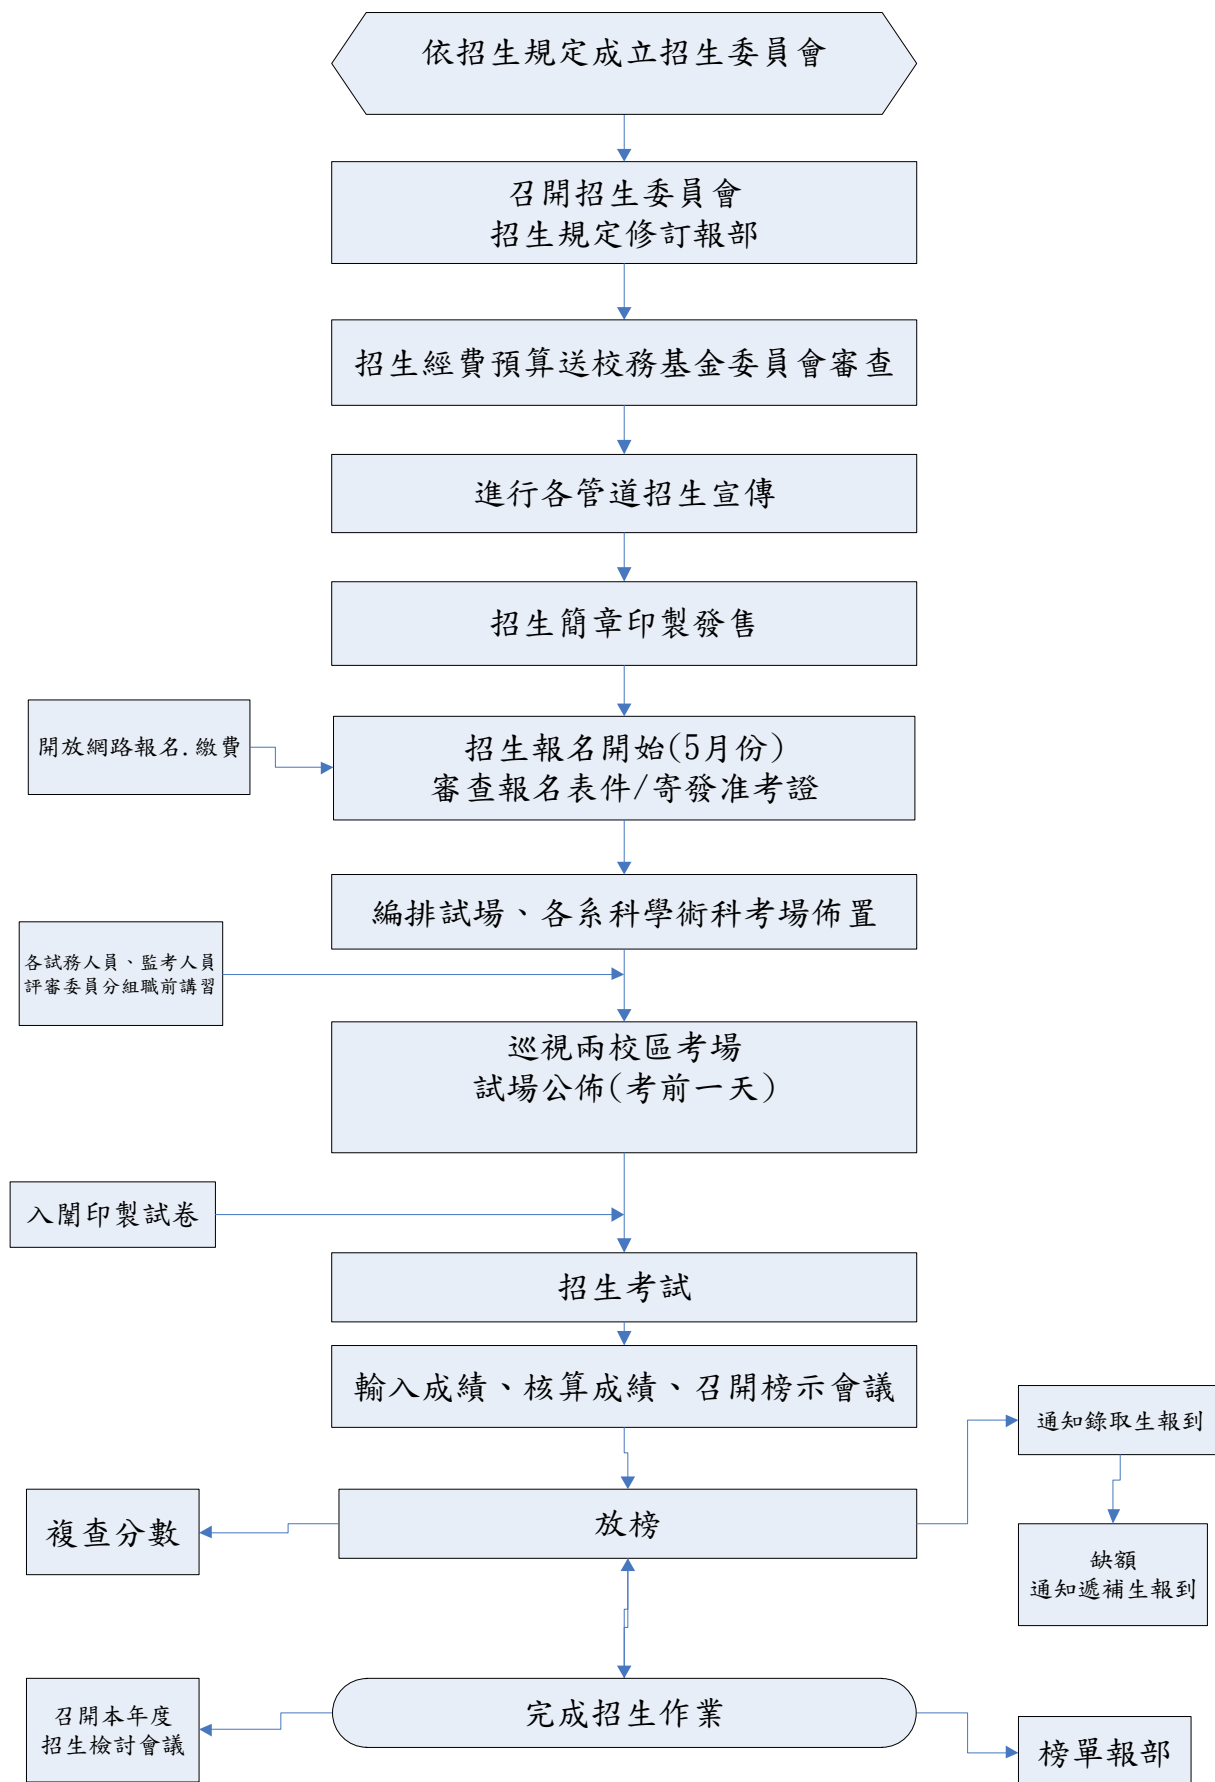 依招生規定成立招生委員會
召開招生委員會
招生規定修訂報部
招生經費預算送校務基金委員會審查
進行各管道招生宣傳
招生簡章印製發售
開放網路報名.繳費
招生報名開始(5月份)
審查報名表件/寄發准考證
編排試場、各系科學術科考場佈置
各試務人員、監考人員
評審委員分組職前講習
巡視兩校區考場
試場公佈(考前一天)
入闈印製試卷
招生考試
輸入成績、核算成績、召開榜示會議
通知錄取生報到
複查分數
放榜
缺額
通知遞補生報到
召開本年度
招生檢討會議
完成招生作業
榜單報部